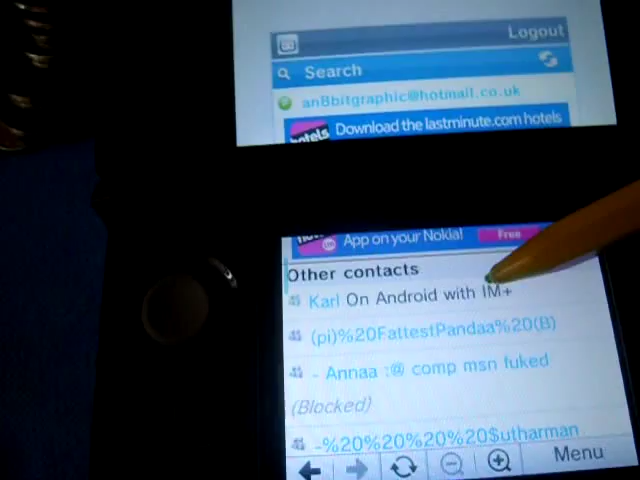 Logout
Search
an8bitgraphic@hotmail.co.uk
hotels Download the lastminute.com hotels
App on your Nokia! Free
Other contacts
Karl On Android with IM+
(pi)%20FattestPandaa%20(B)
- Annaa :@ comp msn fuked
(Blocked)
-%20%20%20%20$utharman
Menu